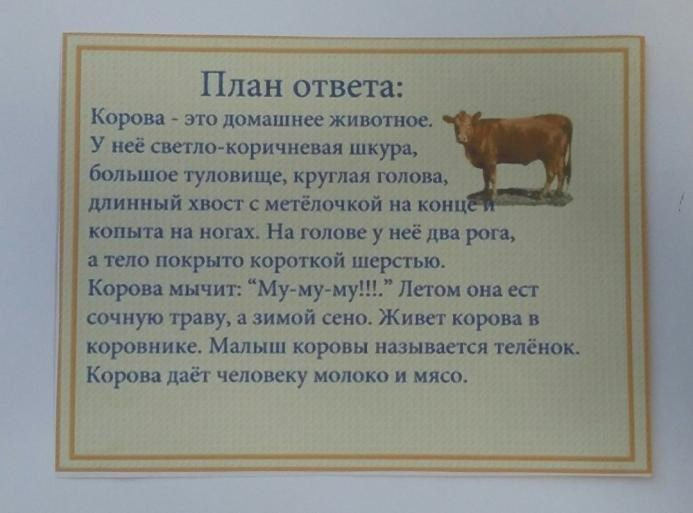 План ответа:
Корова - это домашнее животное.
У неё светло-коричневая шкура,
большое туловище, круглая голова,
длинный хвост с метёлочкой на конце и
копыта на ногах. На голове у неё два рога,
а тело покрыто короткой шерстью.
Корова мычит: “Му-му-му!!!.” Летом она ест
сочную траву, а зимой сено. Живет корова в
коровнике. Малыш коровы называется телёнок.
Корова даёт человеку молоко и мясо.